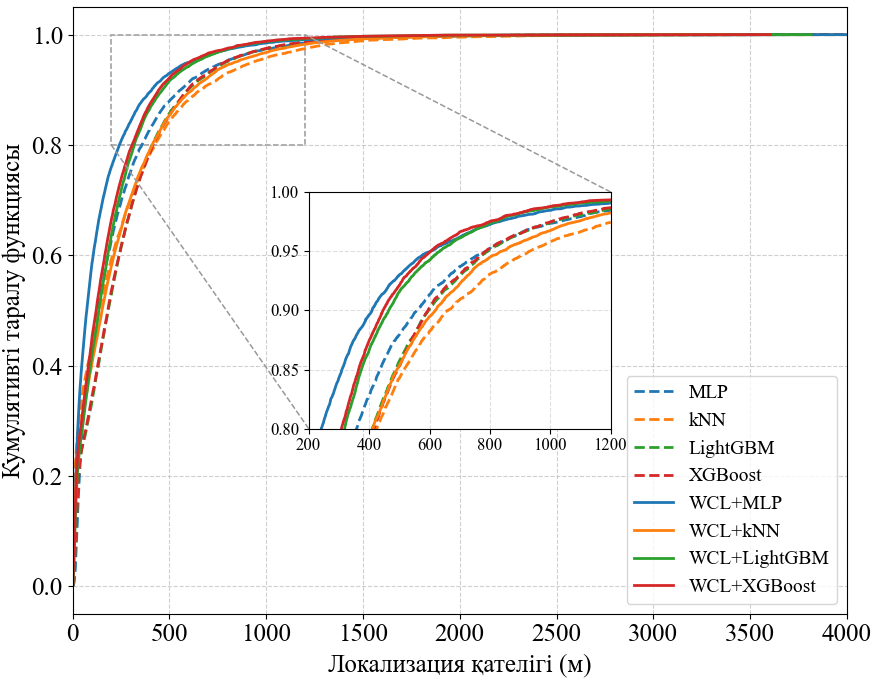 Кумулятивті таралу функциясы
1.0
0.8
0.6
0.4
0.2
0.0
1.00
0.95
0.90
0.85
0.80
200 400 600 800 1000 1200
MLP
kNN
LightGBM
XGBoost
WCL+MLP
WCL+kNN
WCL+LightGBM
WCL+XGBoost
0 500 1000 1500 2000 2500 3000 3500 4000
Локализация қателігі (м)